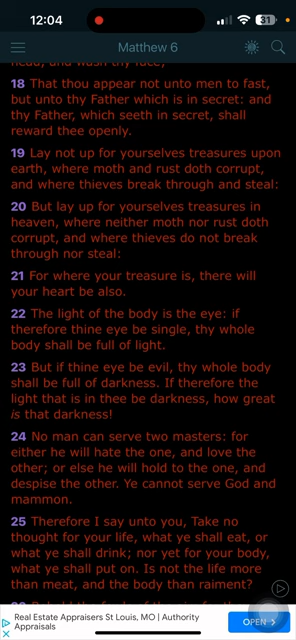 12:04
31
Matthew 6
head, and wash thy face;
18 That thou appear not unto men to fast,
but unto thy Father which is in secret: and
thy Father, which seeth in secret, shall
reward thee openly.
19 Lay not up for yourselves treasures upon
earth, where moth and rust doth corrupt,
and where thieves break through and steal:
20 But lay up for yourselves treasures in
heaven, where neither moth nor rust doth
corrupt, and where thieves do not break
through nor steal:
21 For where your treasure is, there will
your heart be also.
22 The light of the body is the eye: if
therefore thine eye be single, thy whole
body shall be full of light.
23 But if thine eye be evil, thy whole body
shall be full of darkness. If therefore the
light that is in thee be darkness, how great
is that darkness!
24 No man can serve two masters: for
either he will hate the one, and love the
other; or else he will hold to the one, and
despise the other. Ye cannot serve God and
mammon.
25 Therefore I say unto you, Take no
thought for your life, what ye shall eat, or
what ye shall drink; nor yet for your body,
what ye shall put on. Is not the life more
than meat, and the body than raiment?
Real Estate Appraisers St Louis, MO | Authority
Appraisals
OPEN >